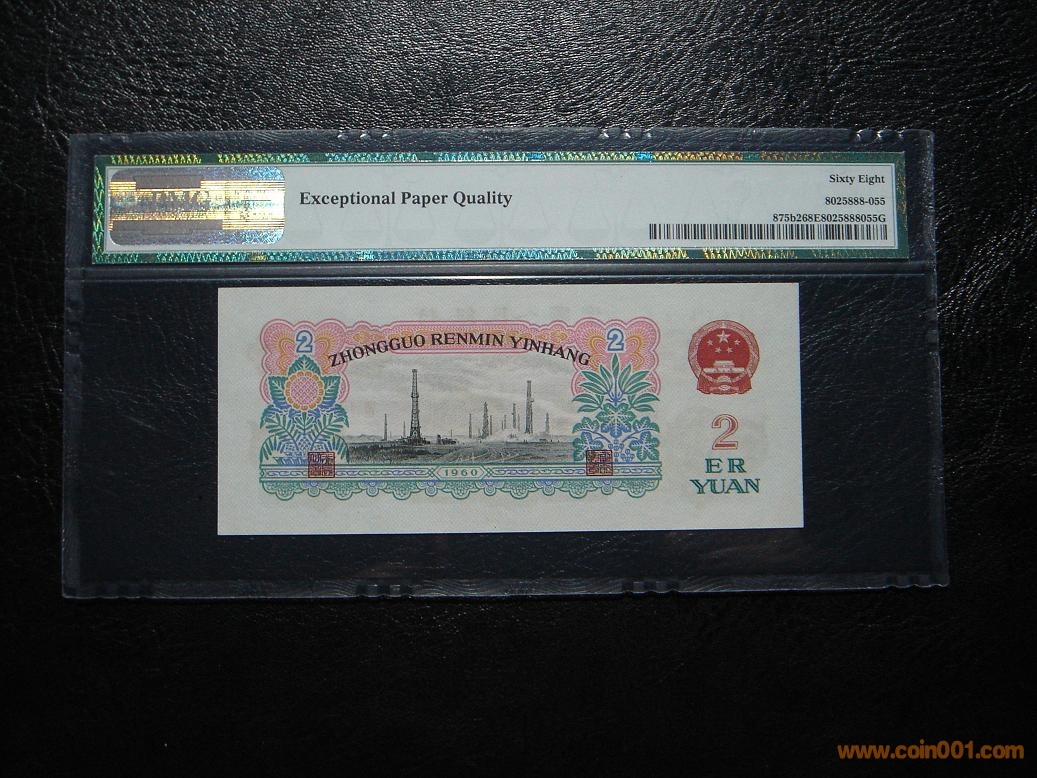 Exceptional Paper Quality
Sixty Eight
8025888-055
875b268E8025888055G
2
2
ZHONGGUO RENMIN YINHANG
1960
2
ER
YUAN
www.coin001.com